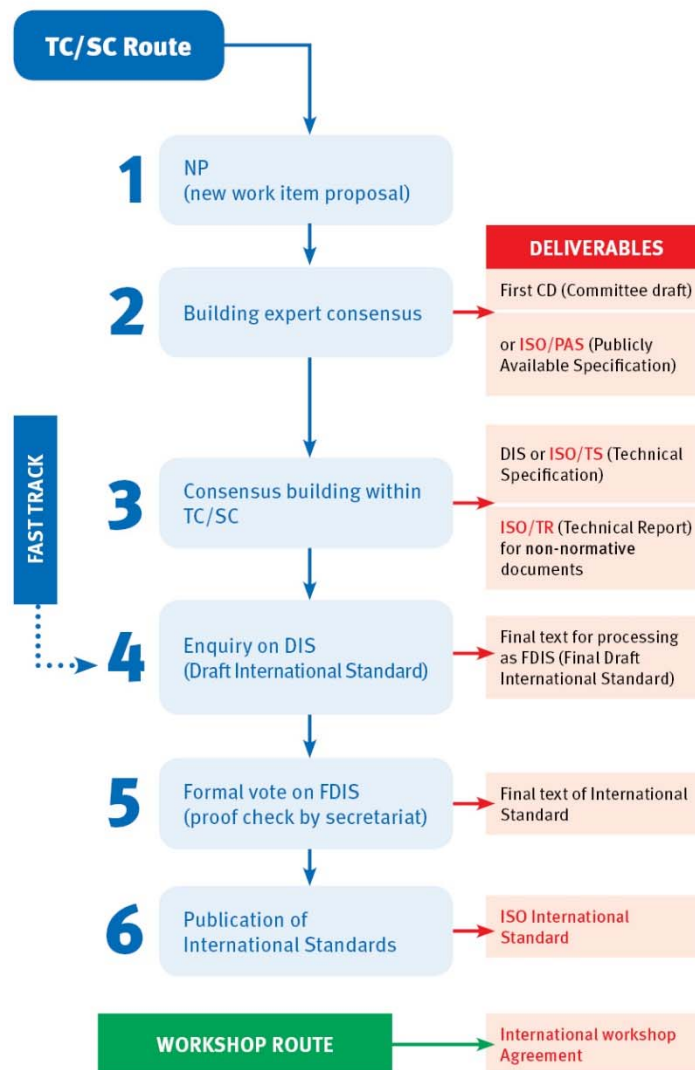 TC/SC Route
1
NP
(new work item proposal)
DELIVERABLES
2
Building expert consensus
First CD (Committee draft)
or ISO/PAS (Publicly
Available Specification)
FAST TRACK
3
Consensus building within
TC/SC
DIS or ISO/TS (Technical
Specification)
ISO/TR (Technical Report)
for non-normative
documents
4
Enquiry on DIS
(Draft International Standard)
Final text for processing
as FDIS (Final Draft
International Standard)
5
Formal vote on FDIS
(proof check by secretariat)
Final text of International
Standard
6
Publication of
International Standards
ISO International
Standard
WORKSHOP ROUTE
International workshop
Agreement